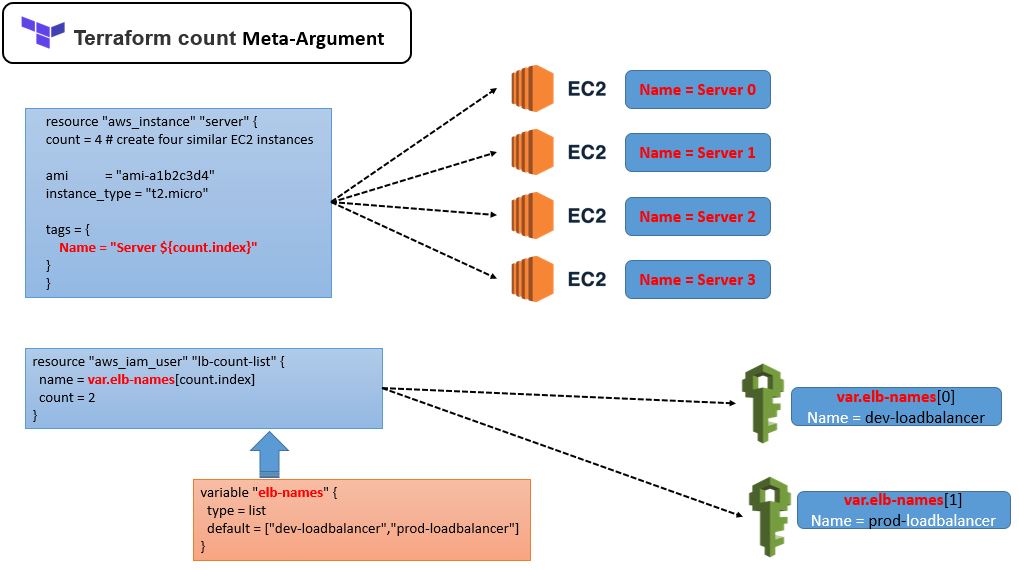 Terraform count Meta-Argument
resource "aws_instance" "server" {
count = 4 # create four similar EC2 instances
ami = "ami-a1b2c3d4"
instance_type = "t2.micro"
tags = {
Name = "Server ${count.index}"
}
}
EC2
Name = Server 0
EC2
Name = Server 1
EC2
Name = Server 2
EC2
Name = Server 3
resource "aws_iam_user" "lb-count-list" {
name = var.elb-names[count.index]
count = 2
}
variable "elb-names" {
type = list
default = ["dev-loadbalancer","prod-loadbalancer"]
}
var.elb-names[0]
Name = dev-loadbalancer
var.elb-names[1]
Name = prod-loadbalancer